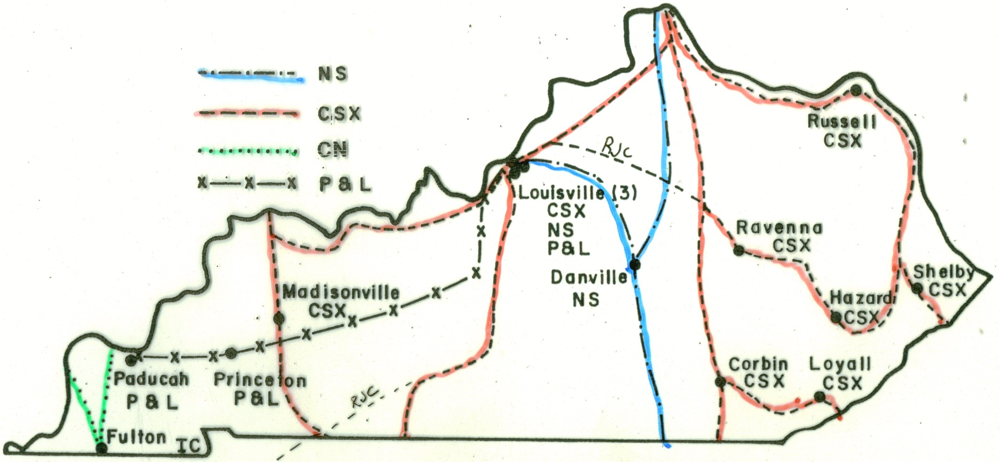 NS
CSX
CN
P & L
RJC
Russell
CSX
Louisville (3)
CSX
NS
P&L
Ravenna
CSX
Danville
NS
Shelby
CSX
Madisonville
CSX
Hazard
CSX
Corbin
CSX
Loyall
CSX
Paducah
P & L
Princeton
P&L
RJC
Fulton
IC